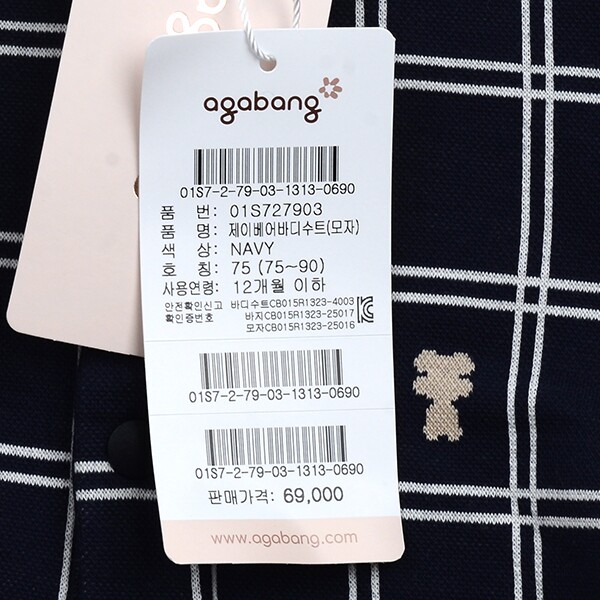 agabang
01S7-2-79-03-1313-0690
품 번: 01S727903
품 명: 제이베어바디수트(모자)
색 상: NAVY
호 칭: 75 (75~90)
사용연령: 12개월 이하
안전확인신고 바디수트CB015R1323-4003
확인증번호 바지CB015R1323-25017
모자CB015R1323-25016
01S7-2-79-03-1313-0690
01S7-2-79-03-1313-0690
판매가격: 69,000
www.agabang.com